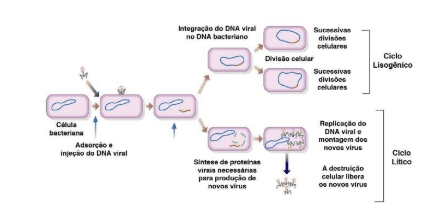 Integração do DNA viral
no DNA bacteriano
Sucessivas
divisões
celulares
Divisão celular
Sucessivas
divisões
celulares
Ciclo
Lisogênico
Célula
bacteriana
Adsorção e
injeção do DNA viral
Síntese de proteínas
virais necessárias
para produção de
novos vírus
Replicação do
DNA viral e
montagem dos
novos vírus
A destruição
celular libera
os novos vírus
Ciclo
Lítico